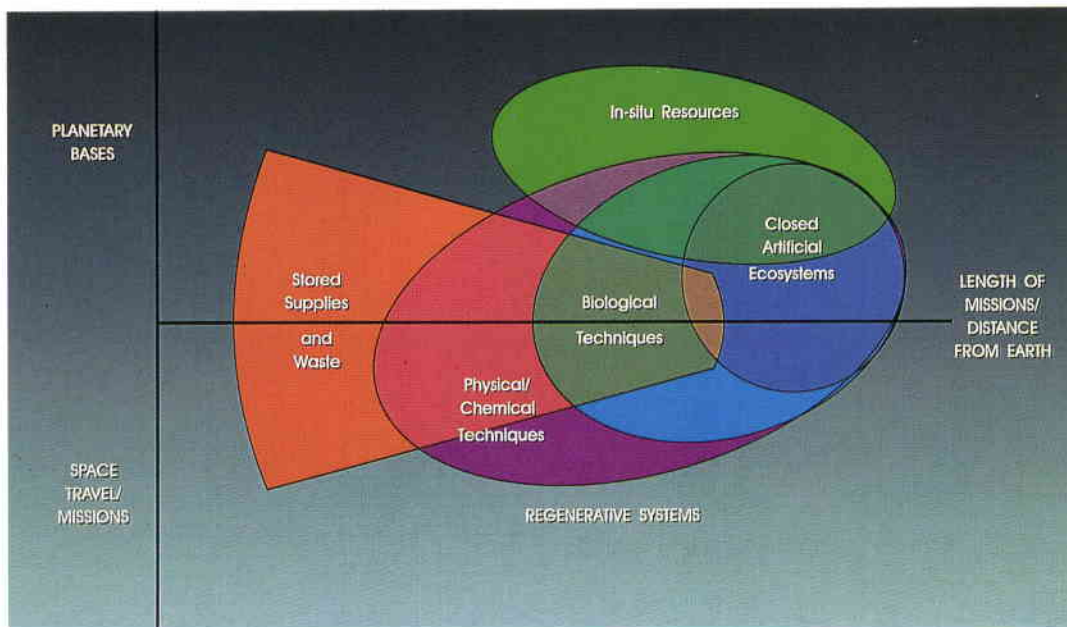 PLANETARY
BASES
In-situ Resources
Closed
Artificial
Ecosystems
Stored
Supplies
and
Waste
Biological
Techniques
LENGTH OF
MISSIONS/
DISTANCE
FROM EARTH
Physical/
Chemical
Techniques
SPACE
TRAVEL/
MISSIONS
REGENERATIVE SYSTEMS